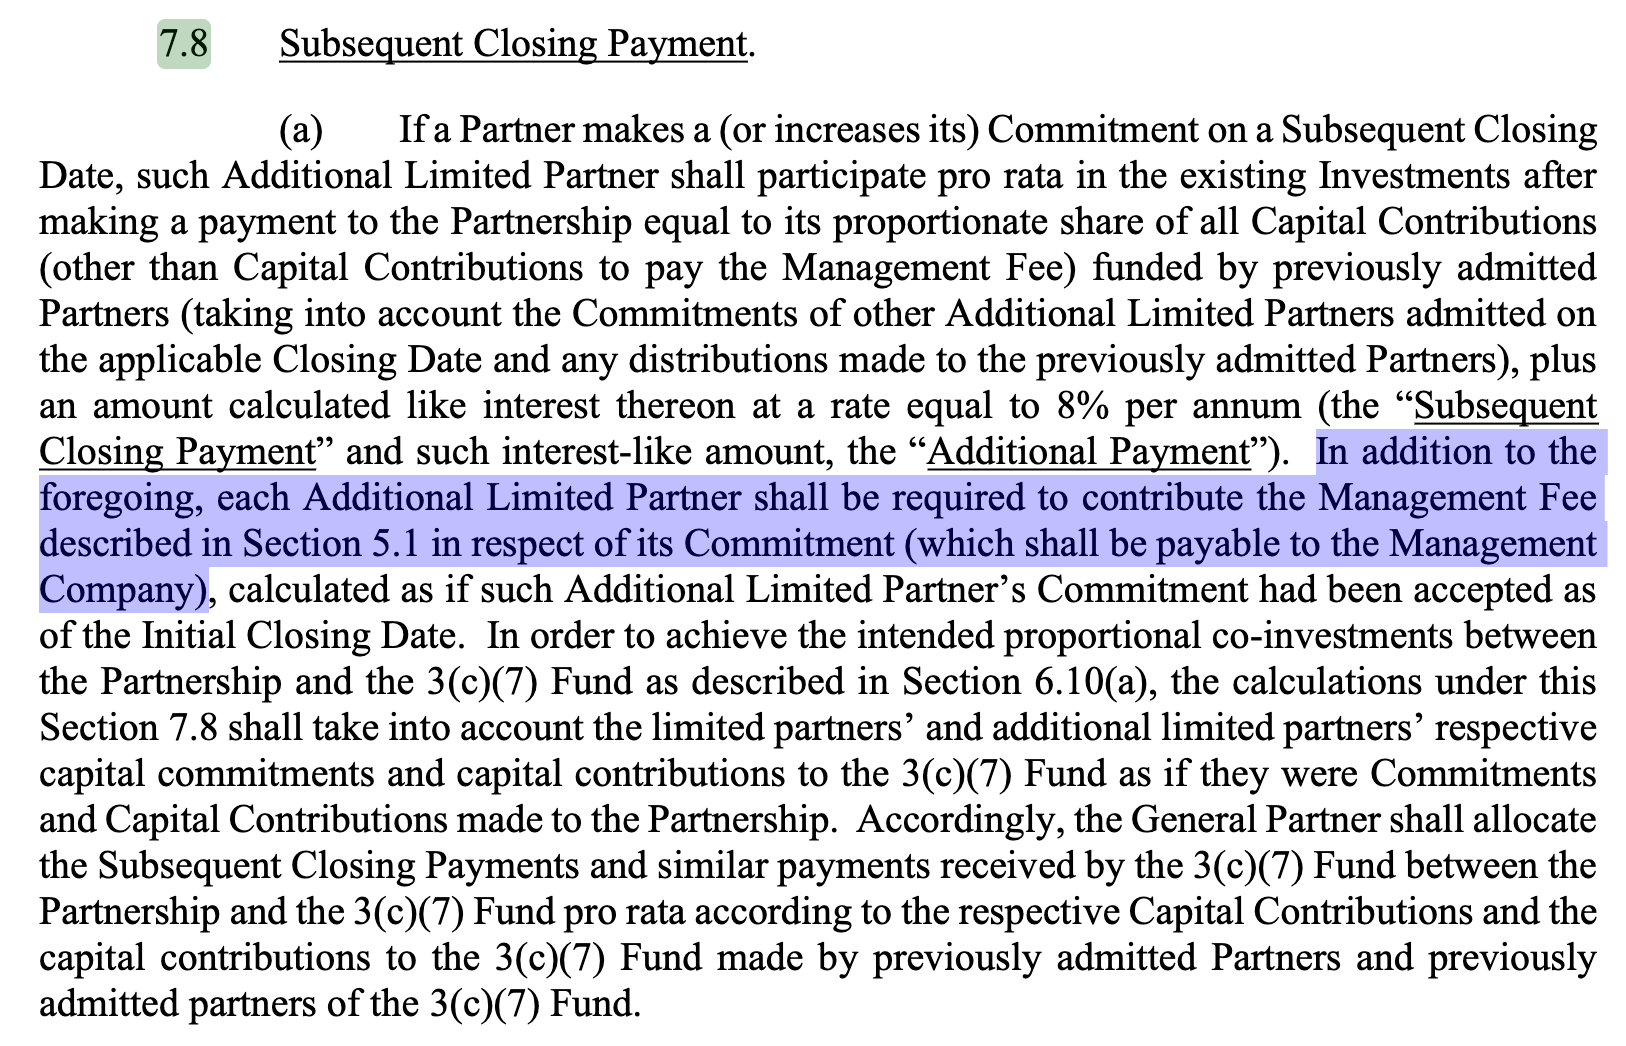 7.8 Subsequent Closing Payment.
(a) If a Partner makes a (or increases its) Commitment on a Subsequent Closing
Date, such Additional Limited Partner shall participate pro rata in the existing Investments after
making a payment to the Partnership equal to its proportionate share of all Capital Contributions
(other than Capital Contributions to pay the Management Fee) funded by previously admitted
Partners (taking into account the Commitments of other Additional Limited Partners admitted on
the applicable Closing Date and any distributions made to the previously admitted Partners), plus
an amount calculated like interest thereon at a rate equal to 8% per annum (the “Subsequent
Closing Payment” and such interest-like amount, the “Additional Payment”). In addition to the
foregoing, each Additional Limited Partner shall be required to contribute the Management Fee
described in Section 5.1 in respect of its Commitment (which shall be payable to the Management
Company), calculated as if such Additional Limited Partner’s Commitment had been accepted as
of the Initial Closing Date. In order to achieve the intended proportional co-investments between
the Partnership and the 3(c)(7) Fund as described in Section 6.10(a), the calculations under this
Section 7.8 shall take into account the limited partners’ and additional limited partners’ respective
capital commitments and capital contributions to the 3(c)(7) Fund as if they were Commitments
and Capital Contributions made to the Partnership. Accordingly, the General Partner shall allocate
the Subsequent Closing Payments and similar payments received by the 3(c)(7) Fund between the
Partnership and the 3(c)(7) Fund pro rata according to the respective Capital Contributions and the
capital contributions to the 3(c)(7) Fund made by previously admitted Partners and previously
admitted partners of the 3(c)(7) Fund.